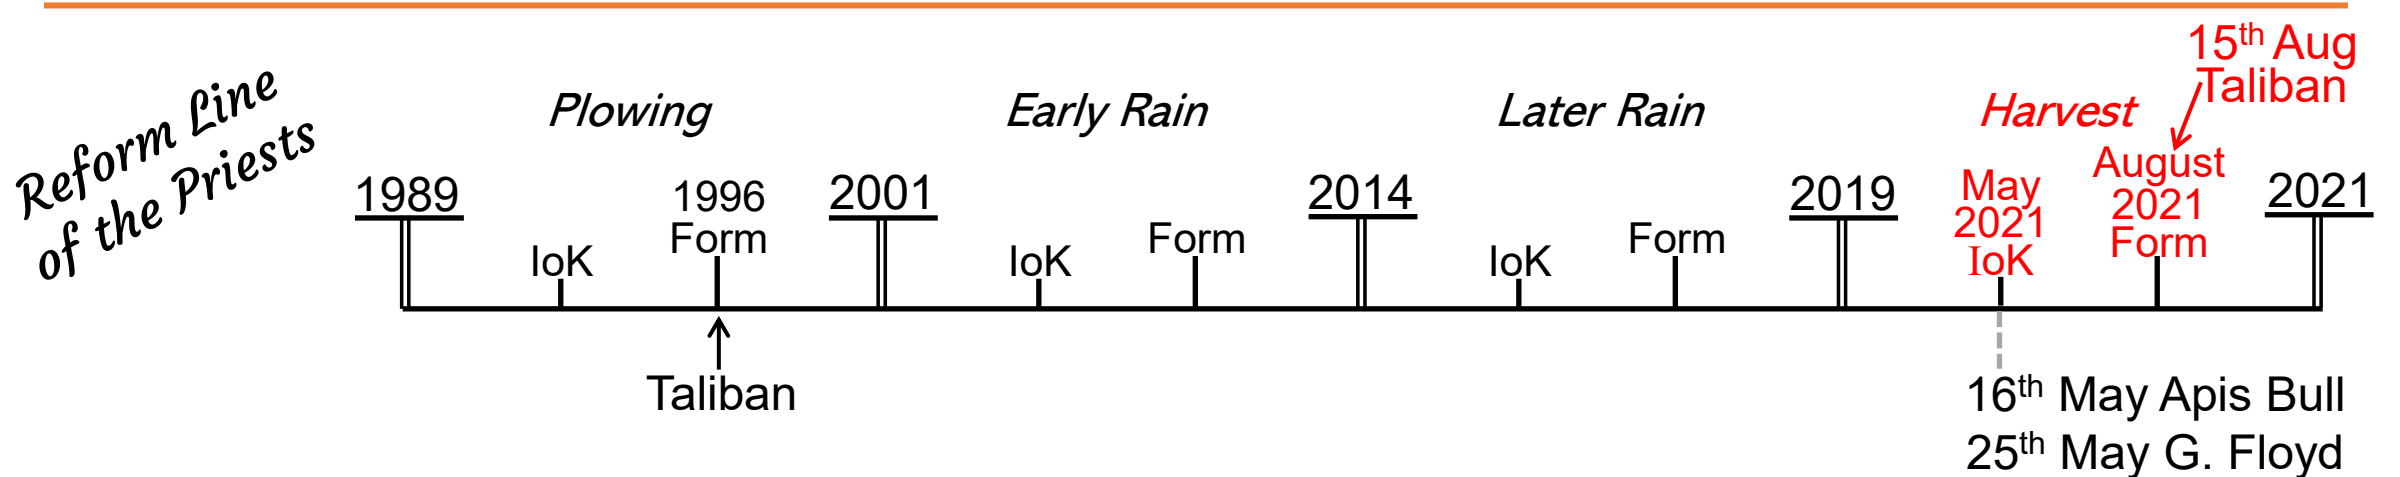 Reform Line
of the Priests
Plowing
Early Rain
Later Rain
Harvest
15th Aug
Taliban
1989
IoK
1996
Form
2001
IoK
Form
2014
IoK
Form
2019
May
2021
IoK
August
2021
Form
2021
Taliban
16th May Apis Bull
25th May G. Floyd